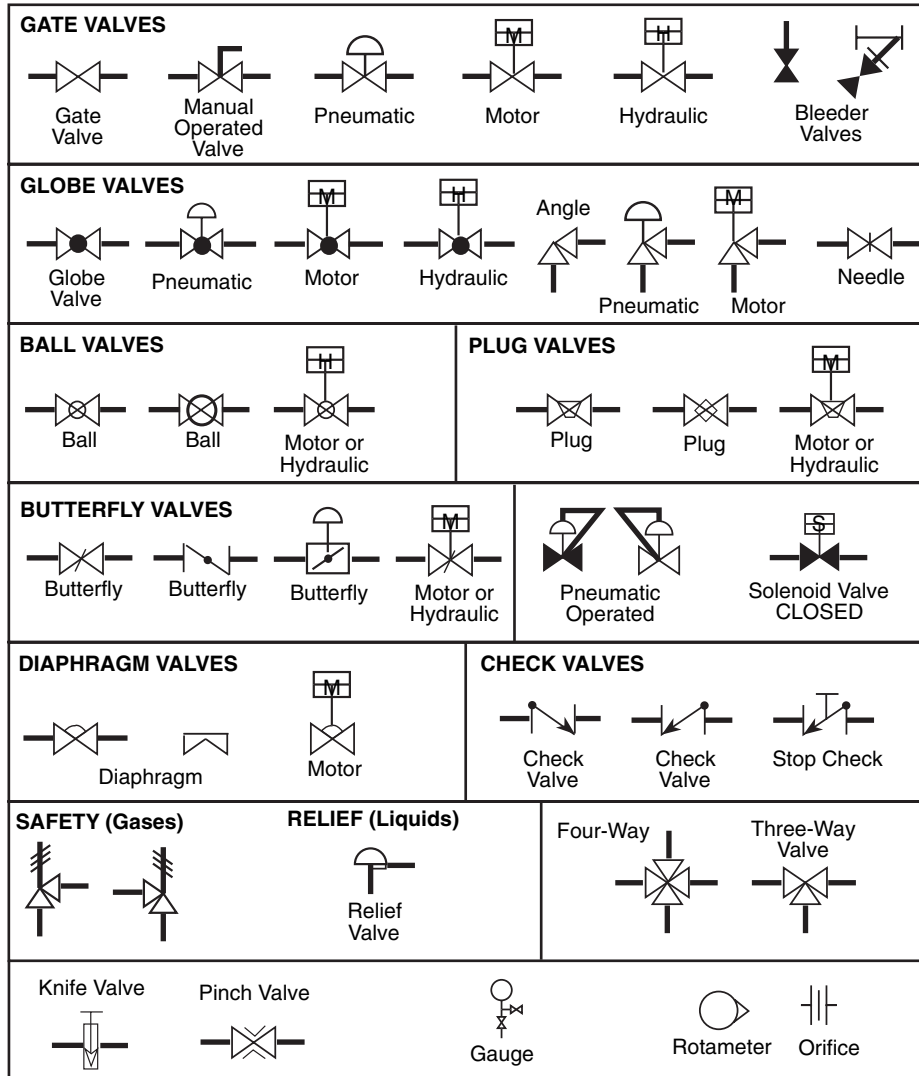 GATE VALVES
M
H
Gate
Valve
Manual
Operated
Valve
Pneumatic
Motor
Hydraulic
Bleeder
Valves
GLOBE VALVES
M
H
Angle
M
Globe
Valve
Pneumatic
Motor
Hydraulic
Pneumatic
Motor
Needle
BALL VALVES
H
Ball
Ball
Motor or
Hydraulic
PLUG VALVES
M
Plug
Plug
Motor or
Hydraulic
BUTTERFLY VALVES
M
Butterfly
Butterfly
Butterfly
Motor or
Hydraulic
Pneumatic
Operated
S
Solenoid Valve
CLOSED
DIAPHRAGM VALVES
M
Diaphragm
Motor
CHECK VALVES
Check
Valve
Check
Valve
Stop Check
SAFETY (Gases)
RELIEF (Liquids)
Relief
Valve
Four-Way
Three-Way
Valve
Knife Valve
Pinch Valve
Gauge
Rotameter
Orifice